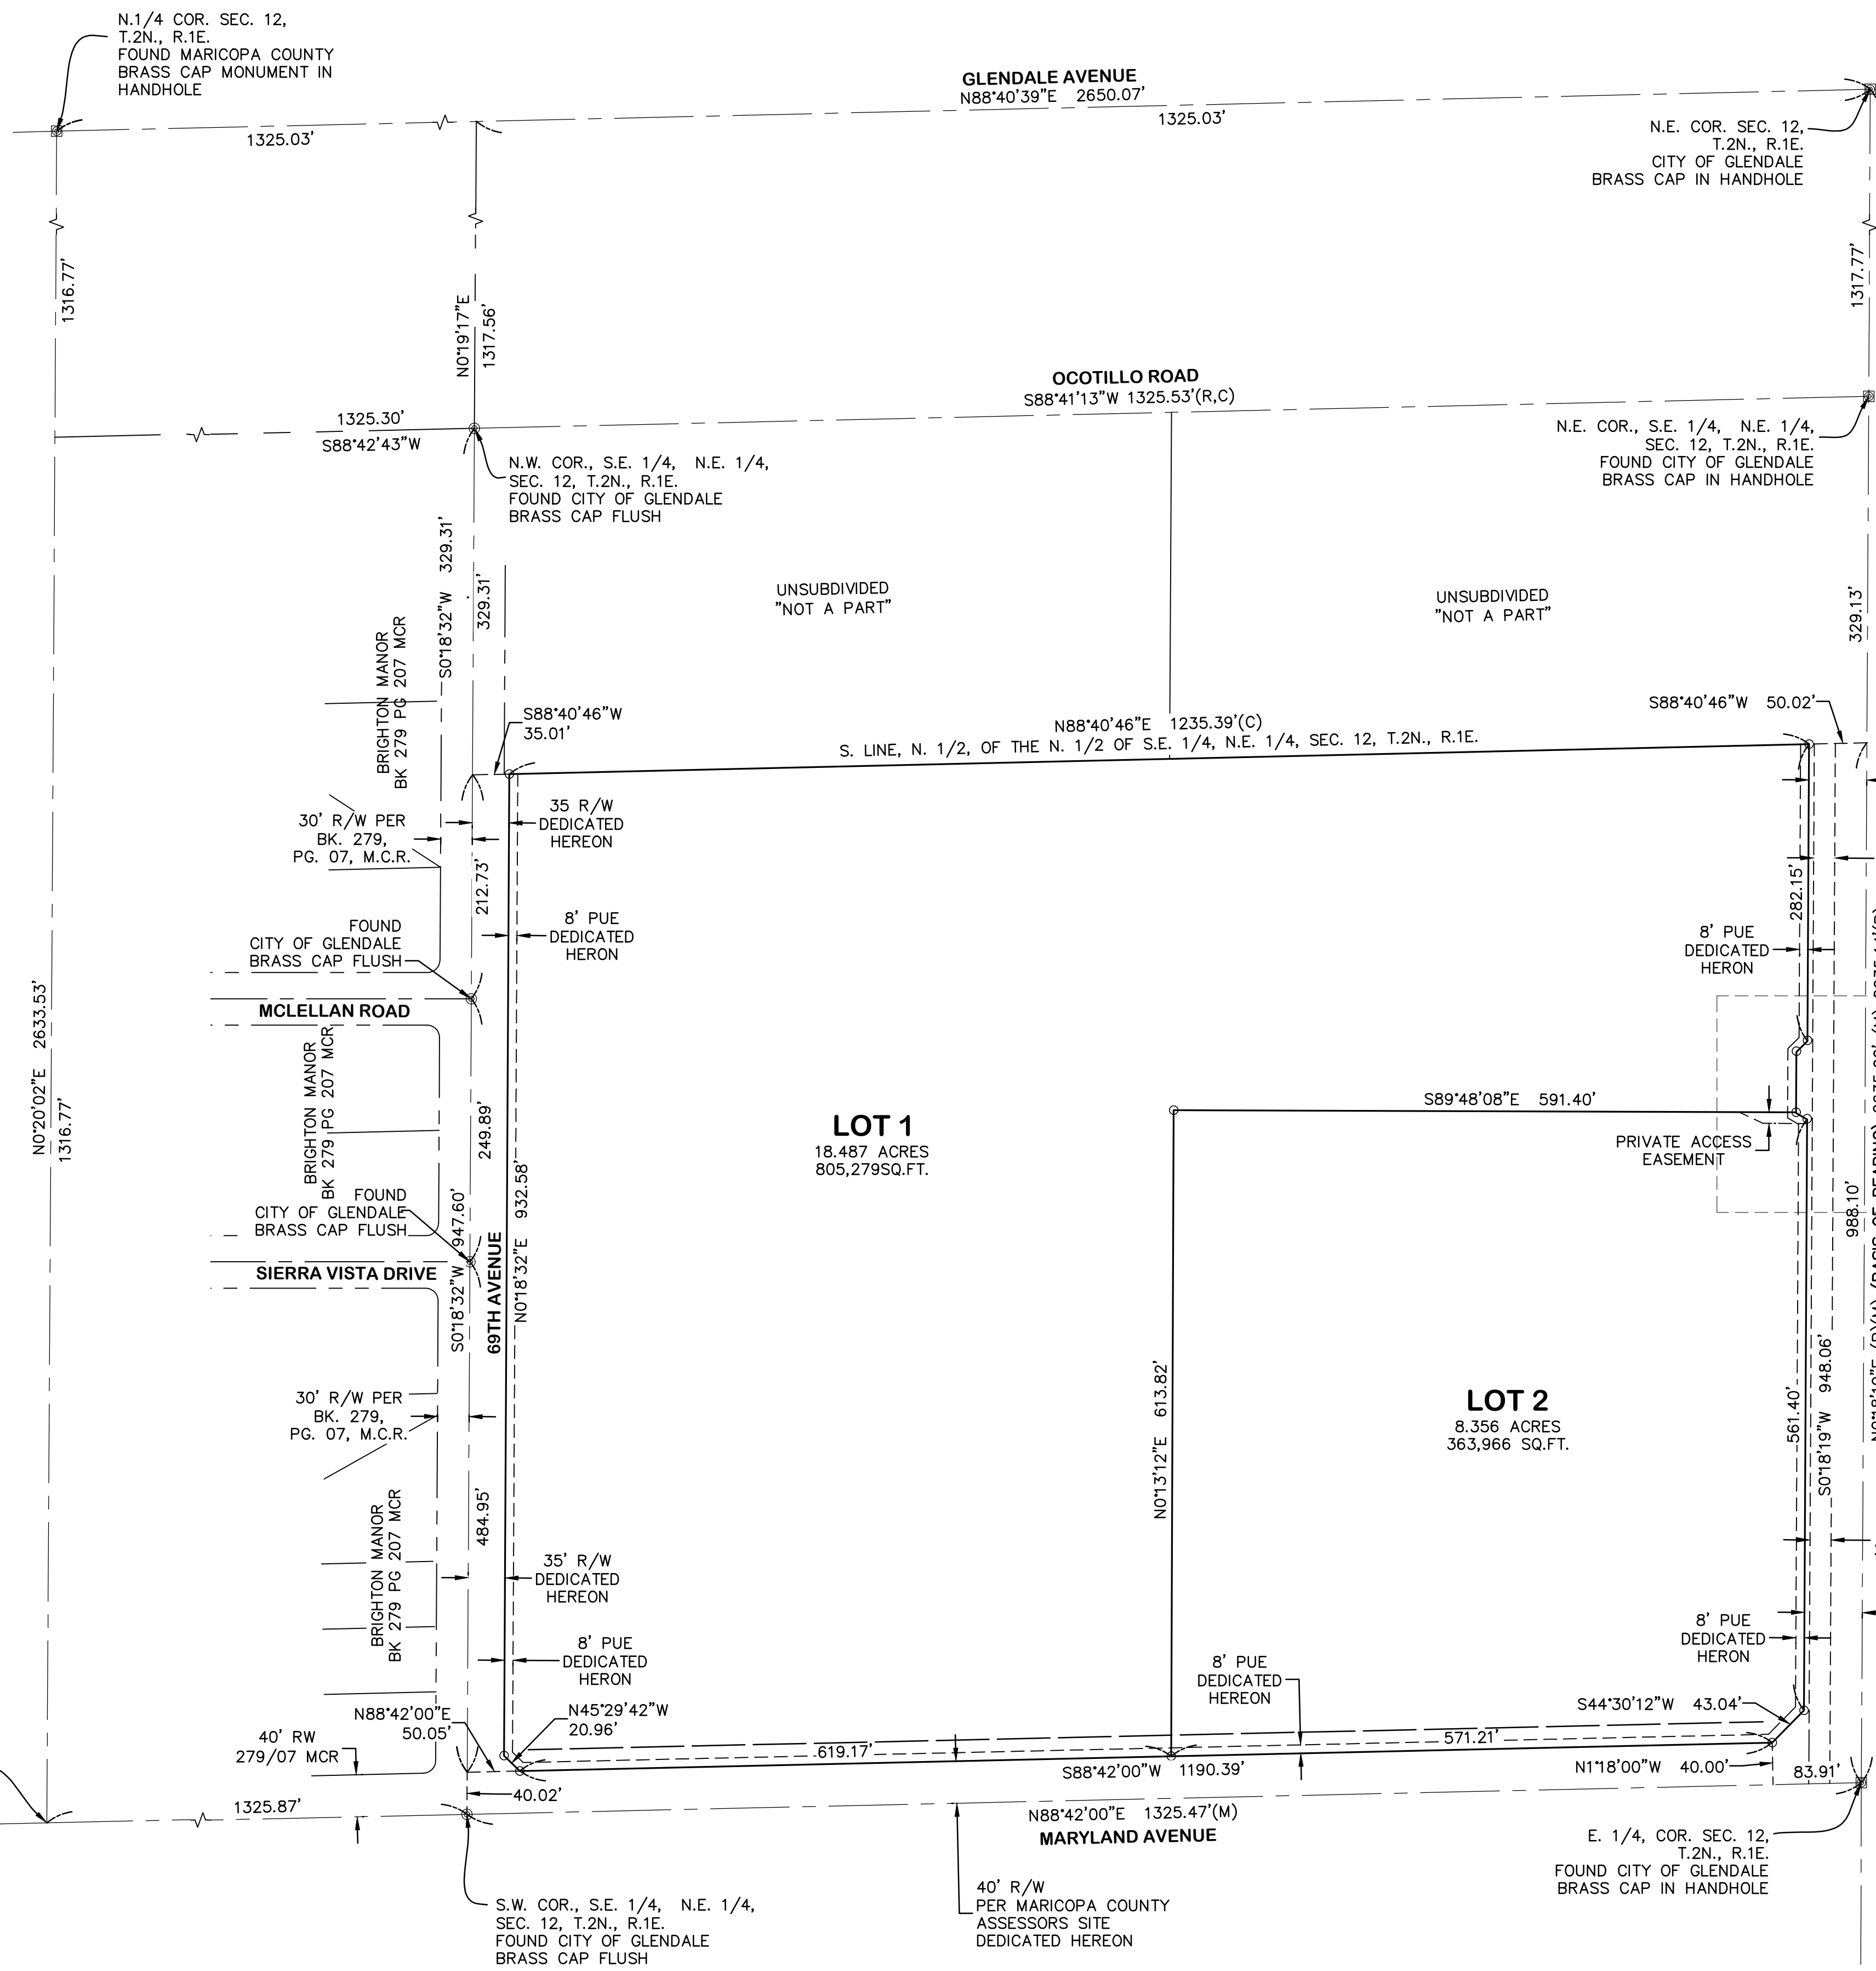 N.1/4 COR. SEC. 12,
T.2N., R.1E.
FOUND MARICOPA COUNTY
BRASS CAP MONUMENT IN
HANDHOLE
GLENDALE AVENUE
N88°40'39"E 2650.07'
1325.03'
1325.03'
N.E. COR. SEC. 12,
T.2N., R.1E.
CITY OF GLENDALE
BRASS CAP IN HANDHOLE
1316.77'
N0°19'17"E
1317.56'
1317.77'
OCOTILLO ROAD
S88°41'13"W 1325.53'(R,C)
1325.30'
S88°42'43"W
N.W. COR., S.E. 1/4, N.E. 1/4,
SEC. 12, T.2N., R.1E.
FOUND CITY OF GLENDALE
BRASS CAP FLUSH
N.E. COR., S.E. 1/4, N.E. 1/4,
SEC. 12, T.2N., R.1E.
FOUND CITY OF GLENDALE
BRASS CAP IN HANDHOLE
S0°18'32"W 329.31'
329.31'
UNSUBDIVIDED
"NOT A PART"
UNSUBDIVIDED
"NOT A PART"
329.13'
BRIGHTON MANOR
BK 279 PG 207 MCR
S88°40'46"W
35.01'
N88°40'46"E 1235.39'(C)
S. LINE, N. 1/2, OF THE N. 1/2 OF S.E. 1/4, N.E. 1/4, SEC. 12, T.2N., R.1E.
S88°40'46"W 50.02'
30' R/W PER
BK. 279,
PG. 07, M.C.R.
35 R/W
DEDICATED
HEREON
212.73'
282.15'
FOUND
CITY OF GLENDALE
BRASS CAP FLUSH
8' PUE
DEDICATED
HERON
8' PUE
DEDICATED
HERON
MCLELLAN ROAD
N0°20'02"E 2633.53'
1316.77'
BRIGHTON MANOR
BK 279 PG 207 MCR
249.89'
LOT 1
18.487 ACRES
805,279SQ.FT.
S89°48'08"E 591.40'
PRIVATE ACCESS
EASEMENT
FOUND
CITY OF GLENDALE
BRASS CAP FLUSH
SIERRA VISTA DRIVE
S0°18'32"W 947.60'
69TH AVENUE
N0°18'32"E 932.58'
988.10'
30' R/W PER
BK. 279,
PG. 07, M.C.R.
N0°13'12"E 613.82'
LOT 2
8.356 ACRES
363,966 SQ.FT.
561.40'
S0°18'19"W 948.06'
BRIGHTON MANOR
BK 279 PG 207 MCR
484.95'
35' R/W
DEDICATED
HEREON
8' PUE
DEDICATED
HERON
8' PUE
DEDICATED
HEREON
8' PUE
DEDICATED
HERON
N88°42'00"E
50.05'
N45°29'42"W
20.96'
S44°30'12"W 43.04'
40' RW
279/07 MCR
619.17'
571.21'
S88°42'00"W 1190.39'
N1°18'00"W 40.00'
83.91'
40.02'
1325.87'
N88°42'00"E 1325.47'(M)
MARYLAND AVENUE
E. 1/4, COR. SEC. 12,
T.2N., R.1E.
FOUND CITY OF GLENDALE
BRASS CAP IN HANDHOLE
S.W. COR., S.E. 1/4, N.E. 1/4,
SEC. 12, T.2N., R.1E.
FOUND CITY OF GLENDALE
BRASS CAP FLUSH
40' R/W
PER MARICOPA COUNTY
ASSESSORS SITE
DEDICATED HEREON